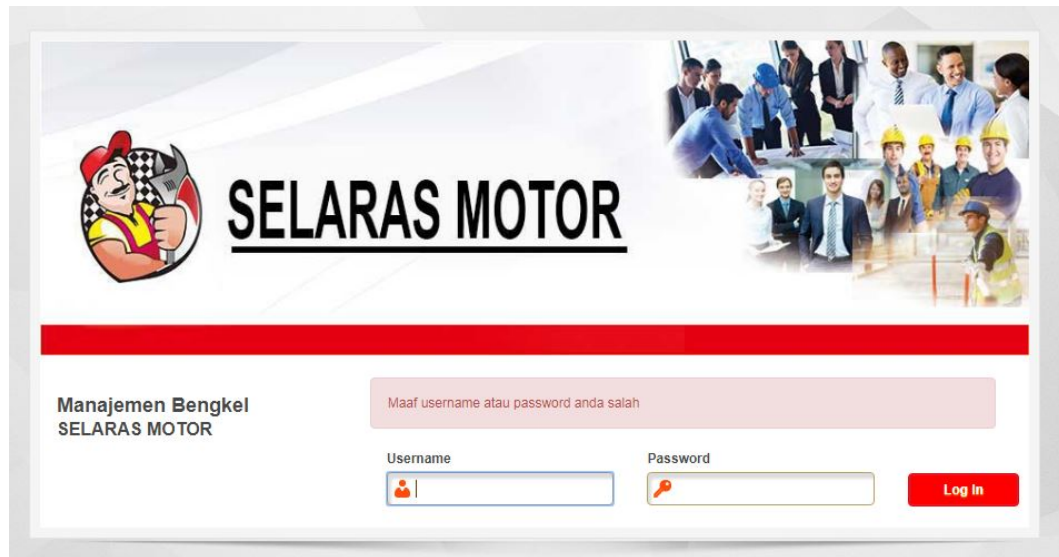 SELARAS MOTOR
Manajemen Bengkel
SELARAS MOTOR
Maaf username atau password anda salah
Username
Password
Log In